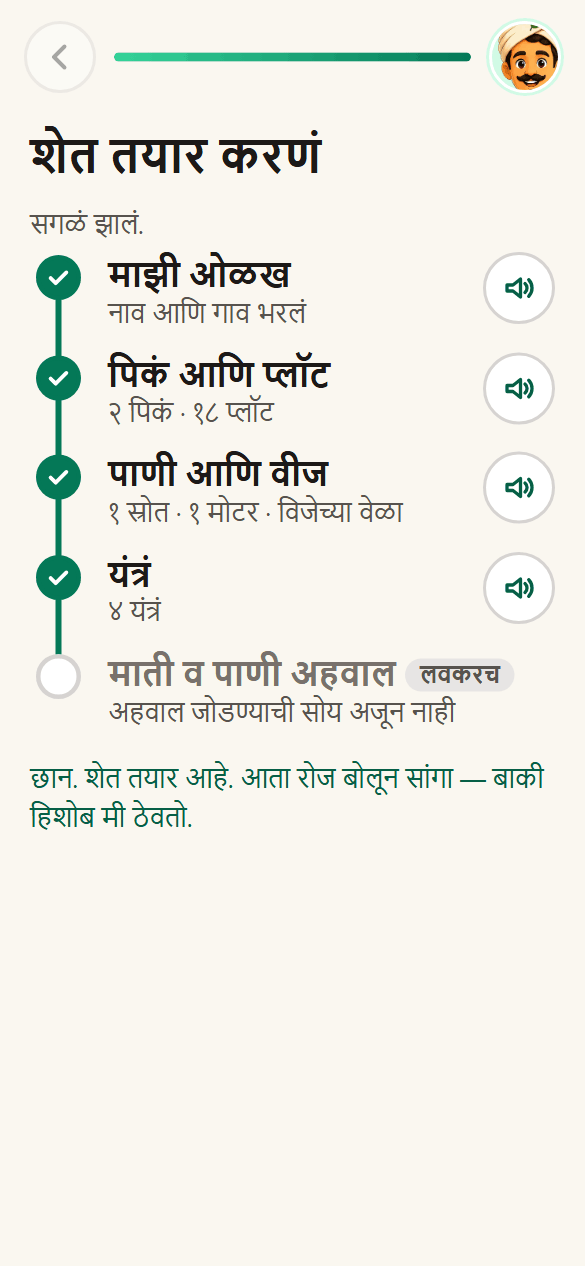 शेत तयार करणं
सगळं झालं.
माझी ओळख
नाव आणि गाव भरलं
पिकं आणि प्लॉट
२ पिकं · १८ प्लॉट
पाणी आणि वीज
१ स्रोत · १ मोटर · विजेच्या वेळा
यंत्रं
४ यंत्रं
माती व पाणी अहवाल लवकरच
अहवाल जोडण्याची सोय अजून नाही
छान. शेत तयार आहे. आता रोज बोलून सांगा — बाकी
हिशोब मी ठेवतो.